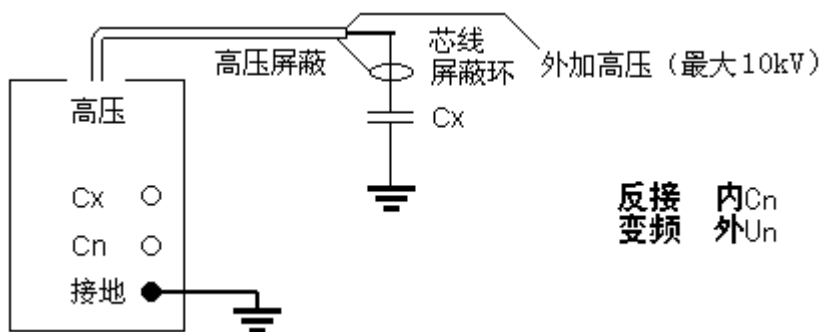 芯线
高压屏蔽
屏蔽环
外加高压（最大10kV）
高压
Cx
Cx
反接 内Cn
Cn
变频 外Un
接地